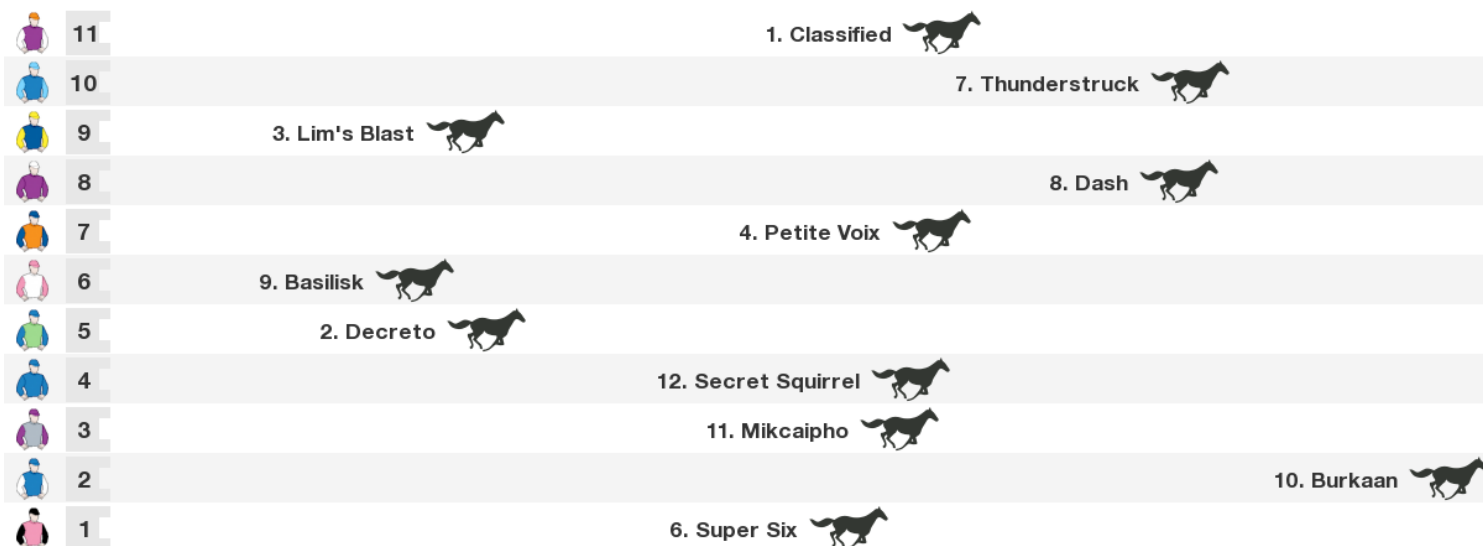 11 1. Classified
10 7. Thunderstruck
9 3. Lim's Blast
8 8. Dash
7 4. Petite Voix
6 9. Basilisk
5 2. Decreto
4 12. Secret Squirrel
3 11. Mikcaipho
2 10. Burkaan
1 6. Super Six